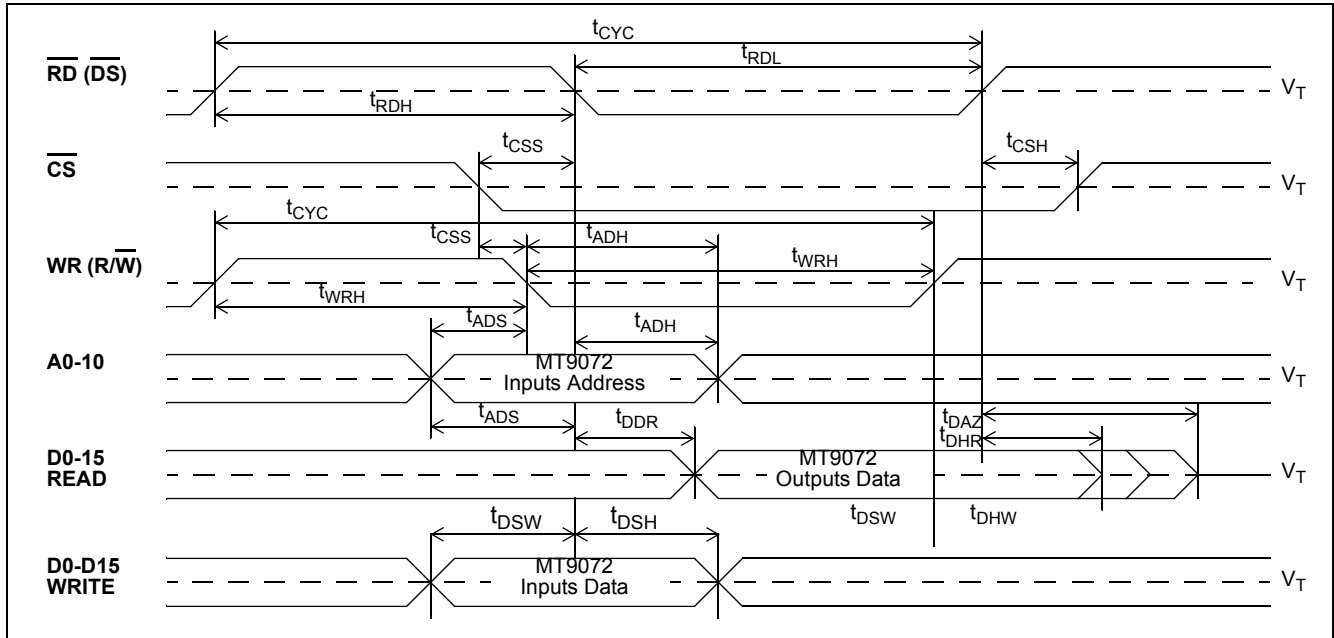 tCYC
RD (DS) tRDL VT
tRDH
tCSS tCSH
CS VT
tCYC
tCSS tADH
WR (R/W) tWRH VT
tWRH
tADS tADH
A0-10 MT9072
Inputs Address VT
tADS tDDR tDAZ
tDHR
D0-15
READ MT9072
Outputs Data VT
tDSW tDSH tDSW tDHW
D0-D15
WRITE MT9072
Inputs Data VT